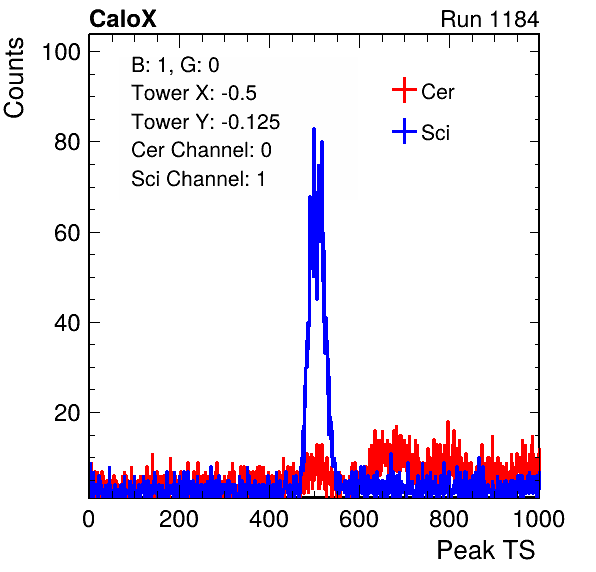 CaloX Run 1184
Counts
100
80
60
40
20
B: 1, G: 0
Tower X: -0.5
Tower Y: -0.125
Cer Channel: 0
Sci Channel: 1
Cer
Sci
0 200 400 600 800 1000
Peak TS